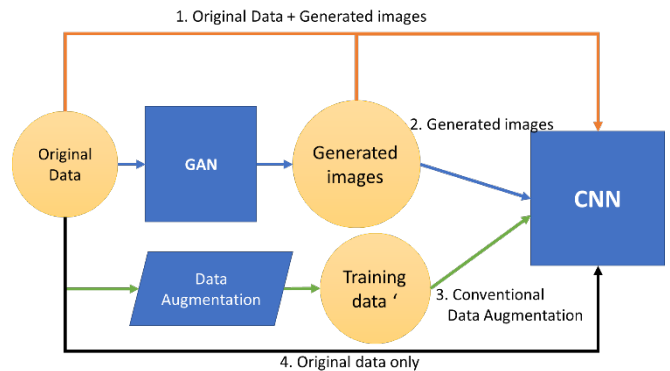 1. Original Data + Generated images
Original
Data
GAN
Generated
images
2. Generated images
CNN
Data
Augmentation
Training
data ‘
3. Conventional
Data Augmentation
4. Original data only